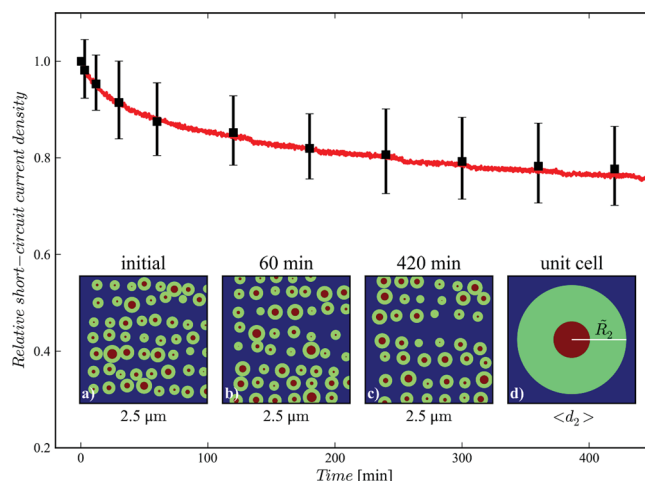 1.0
0.8
0.6
0.4
0.2
Relative short−circuit current density
initial
60 min
420 min
unit cell
R̃₂
a)
b)
c)
d)
2.5 μm
2.5 μm
2.5 μm
<d₂>
0
100
200
300
400
Time [min]